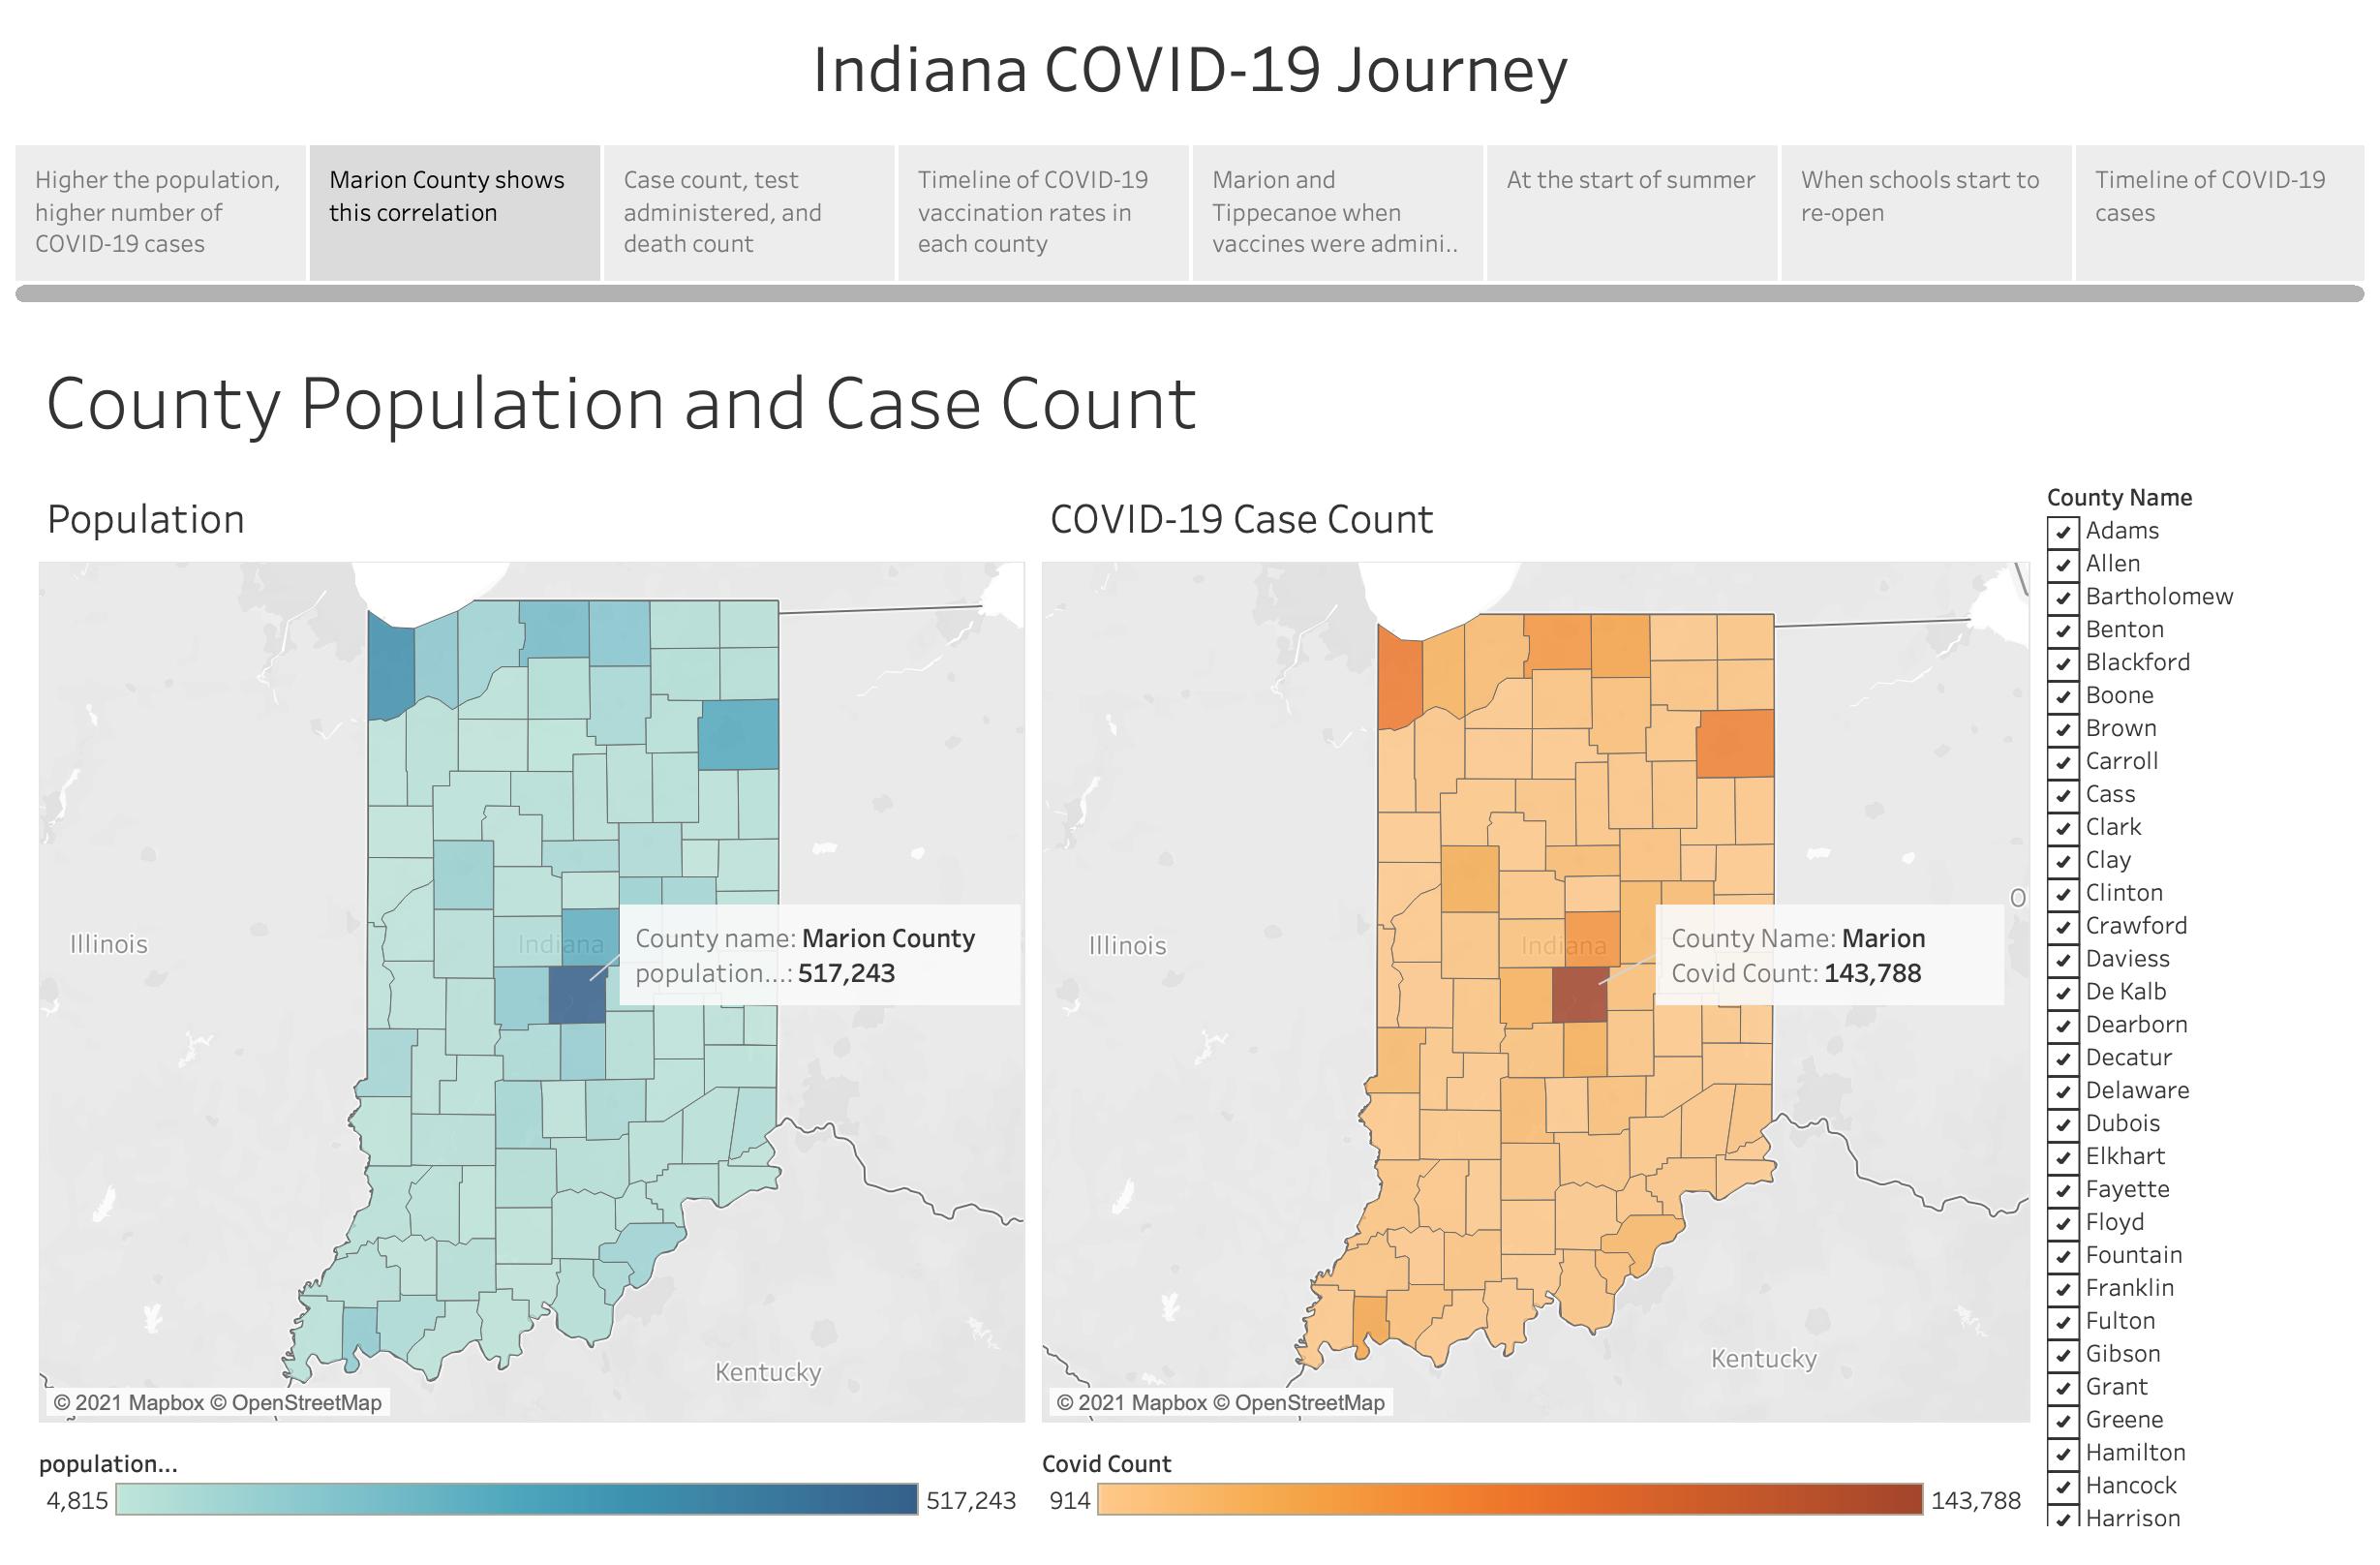 Indiana COVID-19 Journey
Higher the population,
higher number of
COVID-19 cases
Marion County shows
this correlation
Case count, test
administered, and
death count
Timeline of COVID-19
vaccination rates in
each county
Marion and
Tippecanoe when
vaccines were admini..
At the start of summer
When schools start to
re-open
Timeline of COVID-19
cases
County Population and Case Count
Population
Illinois
Indiana
County name: Marion County
population...: 517,243
Kentucky
© 2021 Mapbox © OpenStreetMap
population...
4,815
517,243
COVID-19 Case Count
O
Illinois
Indiana
County Name: Marion
Covid Count: 143,788
Kentucky
© 2021 Mapbox © OpenStreetMap
Covid Count
914
143,788
County Name
Adams
Allen
Bartholomew
Benton
Blackford
Boone
Brown
Carroll
Cass
Clark
Clay
Clinton
Crawford
Daviess
De Kalb
Dearborn
Decatur
Delaware
Dubois
Elkhart
Fayette
Floyd
Fountain
Franklin
Fulton
Gibson
Grant
Greene
Hamilton
Hancock
Harrison